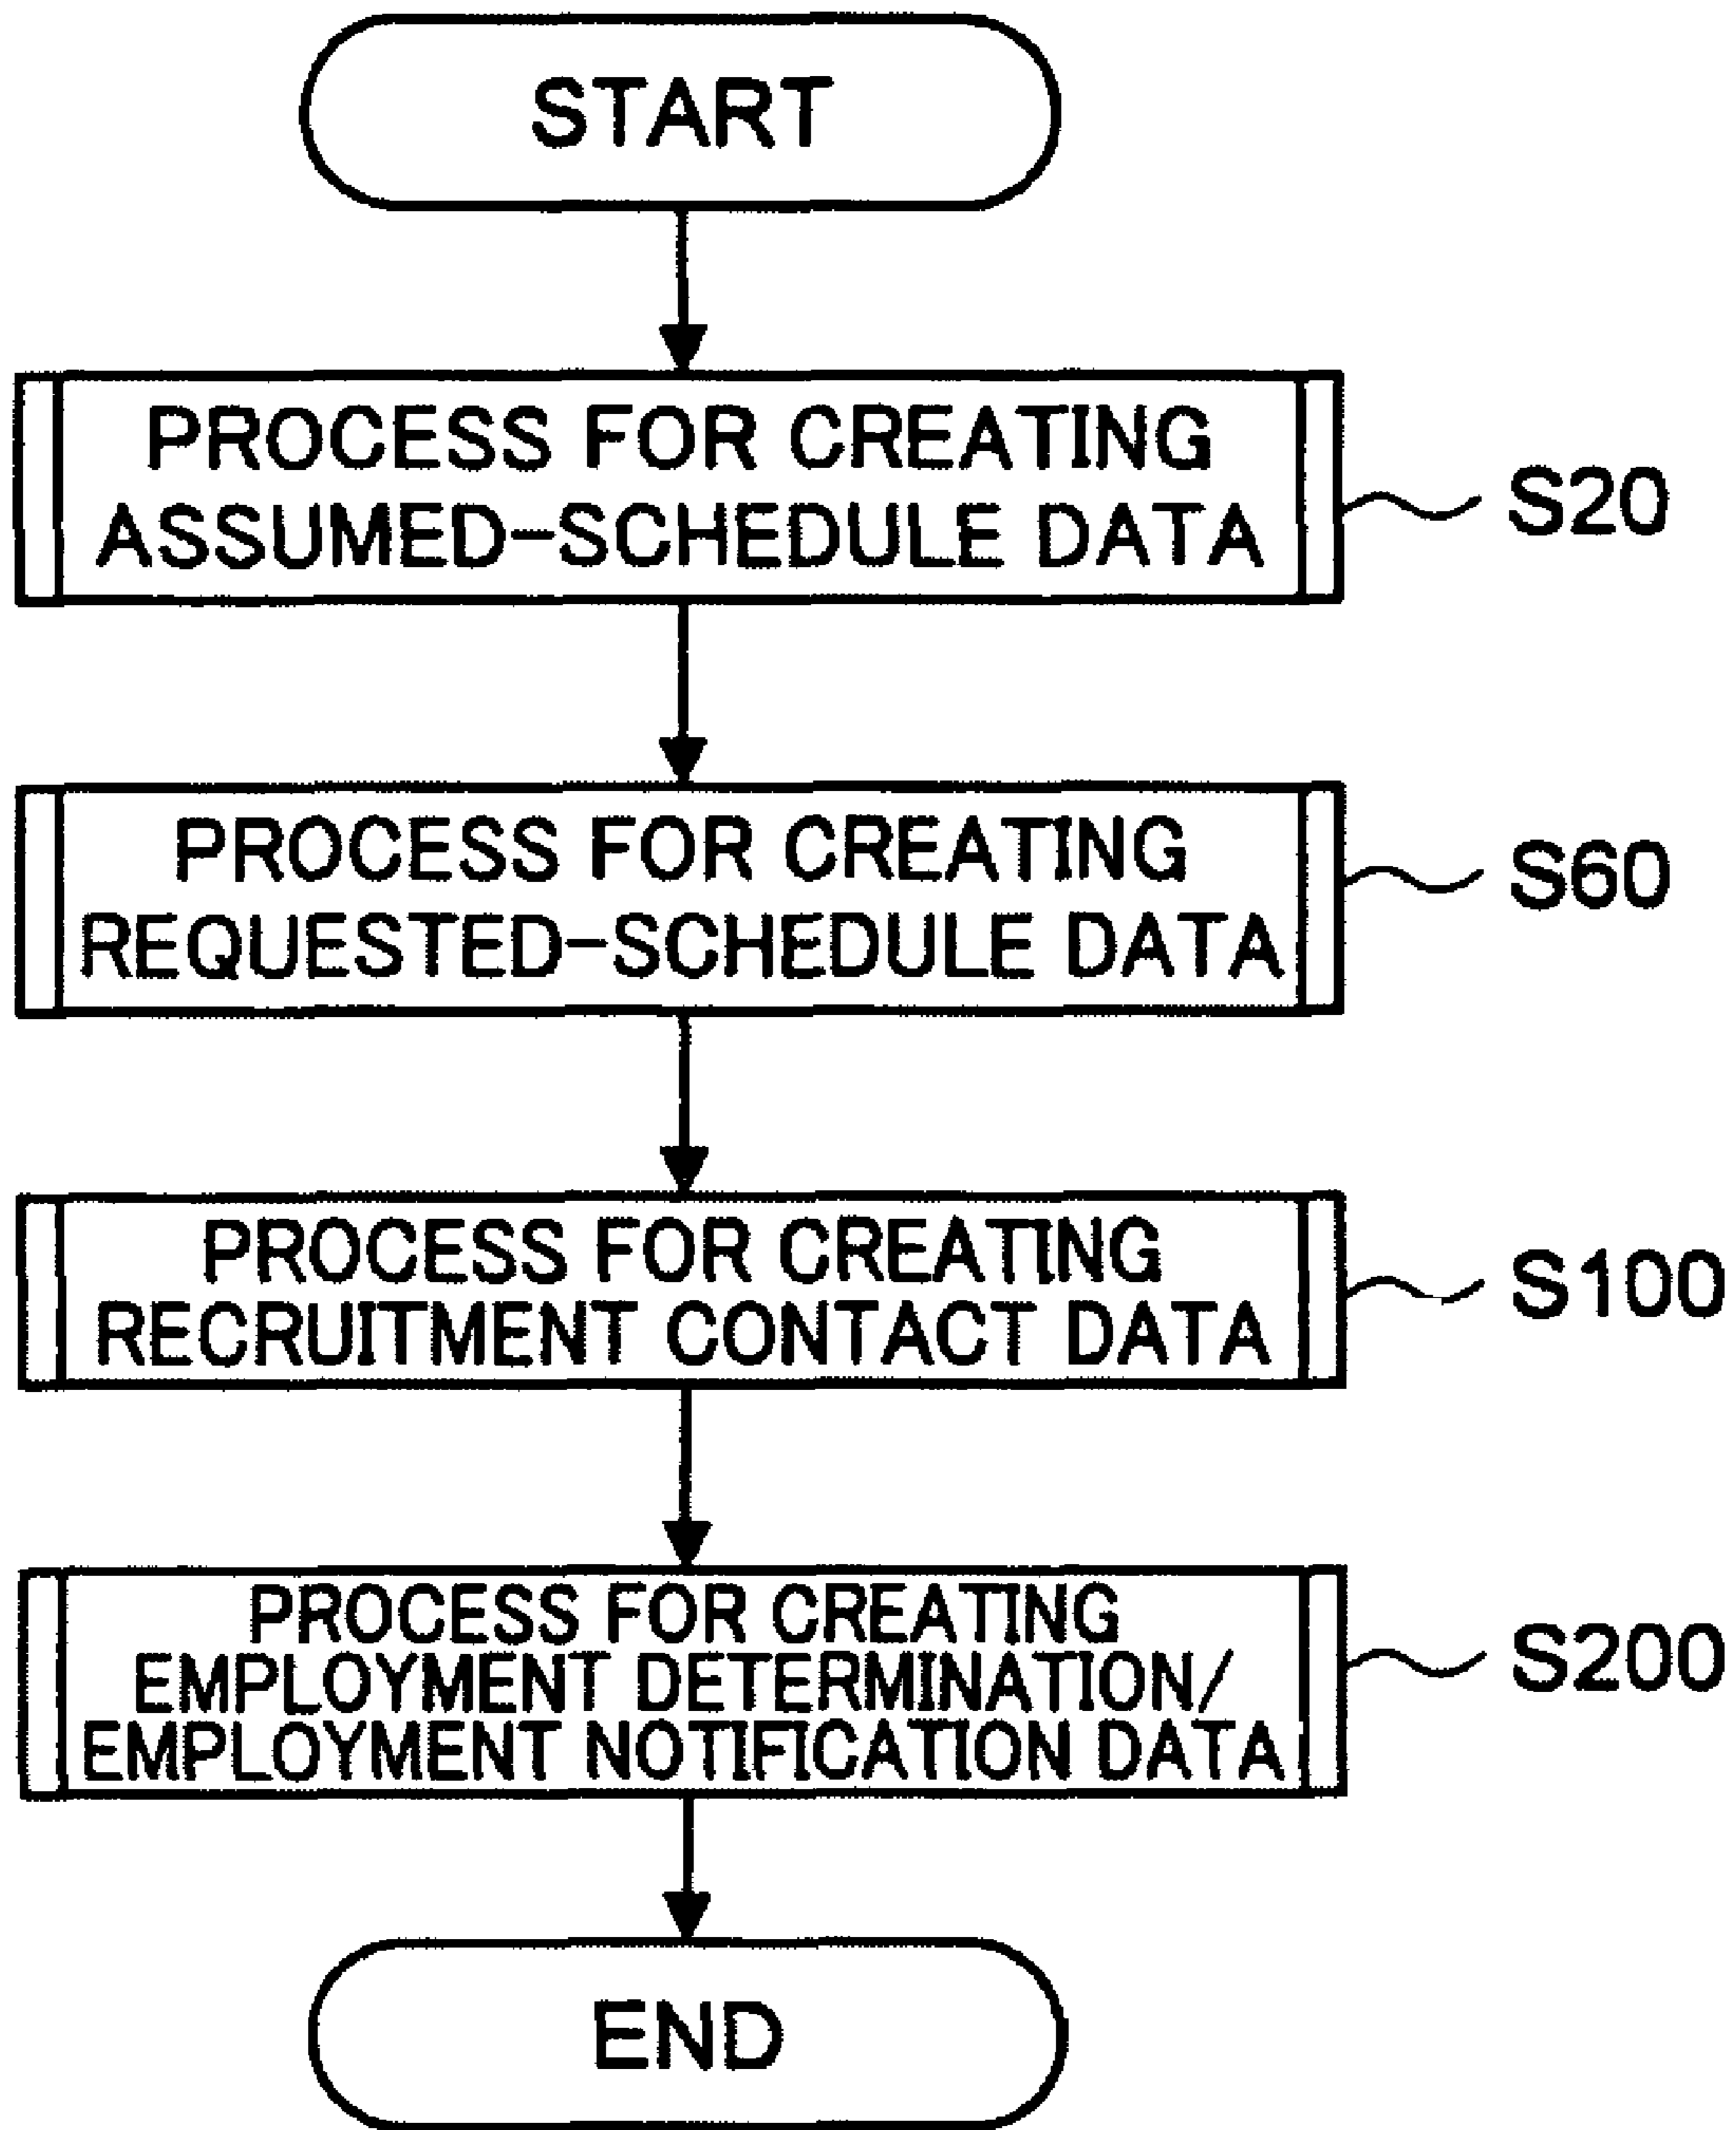 START
PROCESS FOR CREATING
ASSUMED-SCHEDULE DATA
S20
PROCESS FOR CREATING
REQUESTED-SCHEDULE DATA
S60
PROCESS FOR CREATING
RECRUITMENT CONTACT DATA
S100
PROCESS FOR CREATING
EMPLOYMENT DETERMINATION/
EMPLOYMENT NOTIFICATION DATA
S200
END